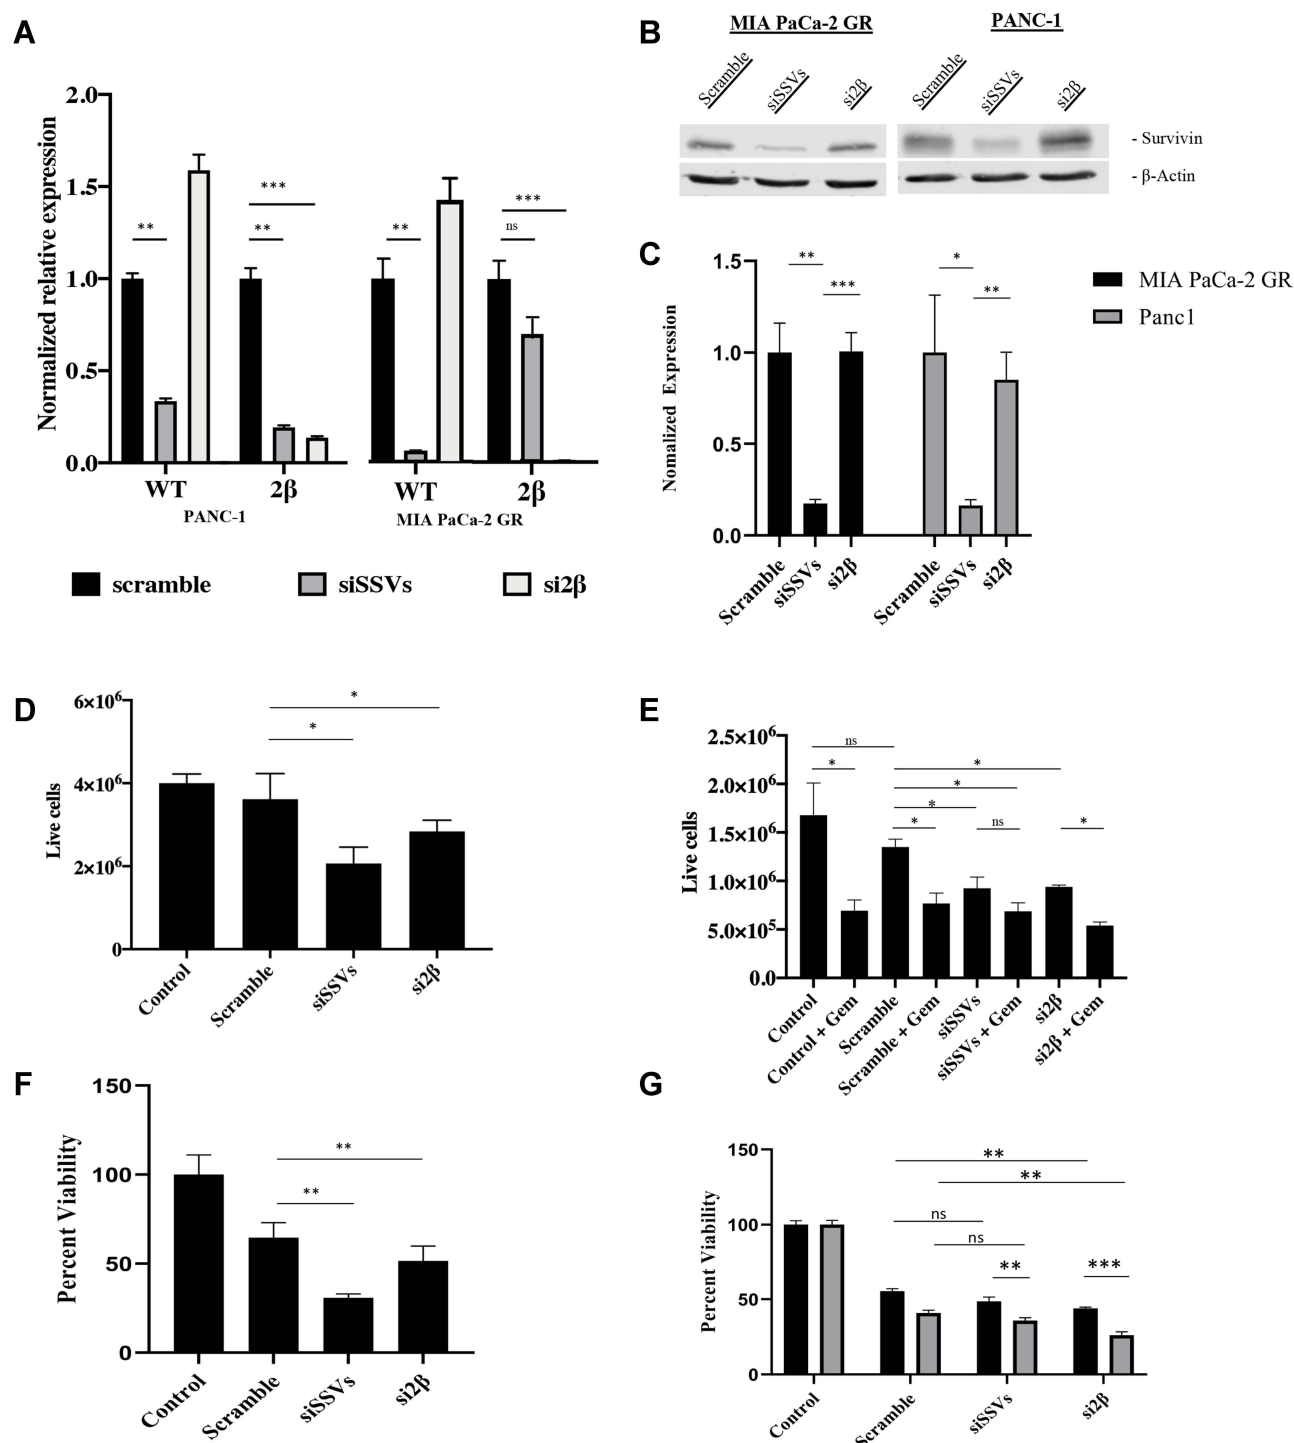 A
2.0
1.5
1.0
0.5
0.0
Normalized relative expression
**
***
**
**
***
ns
WT
2β
WT
2β
PANC-1
MIA PaCa-2 GR
scramble
siSSVs
si2β
B
MIA PaCa-2 GR
PANC-1
Scramble
siSSVs
si2β
Scramble
siSSVs
si2β
- Survivin
- β-Actin
C
1.5
1.0
0.5
0.0
Nomalized Expression
**
***
*
**
Scramble
siSSVs
si2β
Scramble
siSSVs
si2β
MIA PaCa-2 GR
Panc1
D
6×10⁶
4×10⁶
2×10⁶
0
Live cells
*
*
Control
Scramble
siSSVs
si2β
E
2.5×10⁶
2.0×10⁶
1.5×10⁶
1.0×10⁶
5.0×10⁵
0.0
Live cells
ns
*
*
*
*
*
ns
*
Control
Control + Gem
Scramble
Scramble + Gem
siSSVs
siSSVs + Gem
si2β
si2β + Gem
F
150
100
50
0
Percent Viability
**
**
Control
Scramble
siSSVs
si2β
G
150
100
50
0
Percent Viability
**
**
ns
ns
**
***
Control
Scramble
siSSVs
si2β